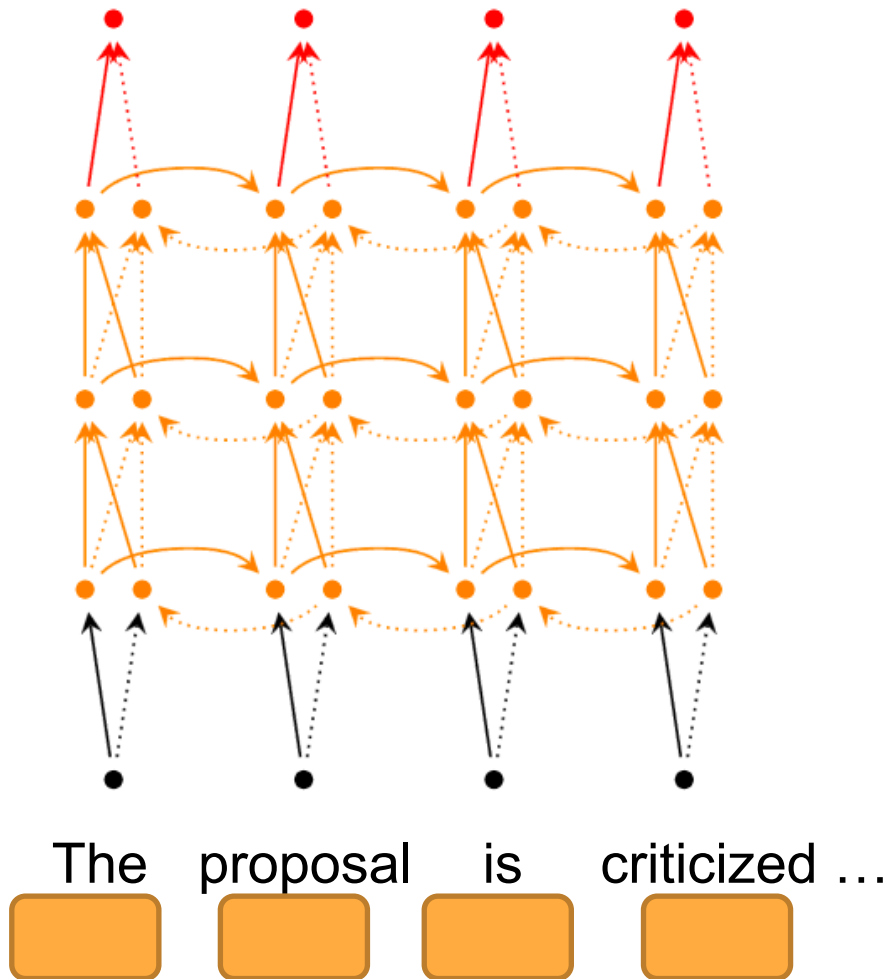 The proposal is criticized …